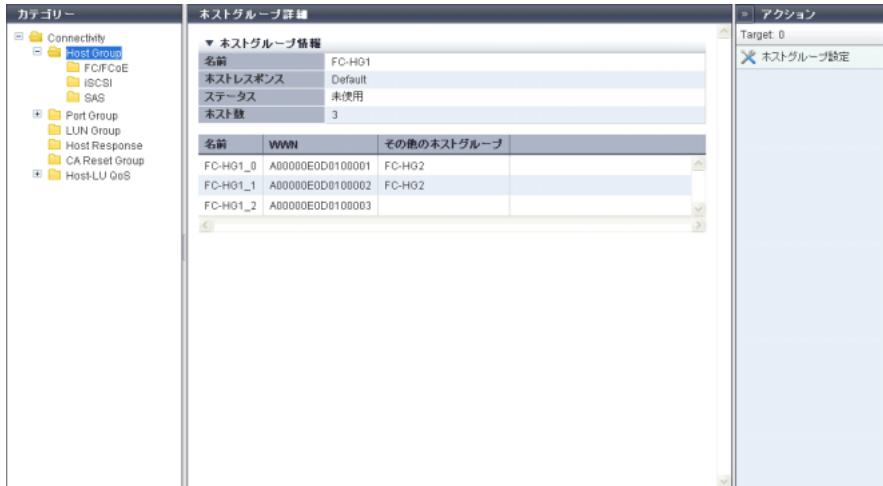 カテゴリー
Connectivity
Host Group
FC/FCoE
iSCSI
SAS
Port Group
LUN Group
Host Response
CA Reset Group
Host-LU QoS
ホストグループ詳細
▼ ホストグループ情報
名前 FC-HG1
ホストレスポンス Default
ステータス 未使用
ホスト数 3
名前 WWN その他のホストグループ
FC-HG1_0 A00000E0D0100001 FC-HG2
FC-HG1_1 A00000E0D0100002 FC-HG2
FC-HG1_2 A00000E0D0100003
» アクション
Target: 0
ホストグループ設定